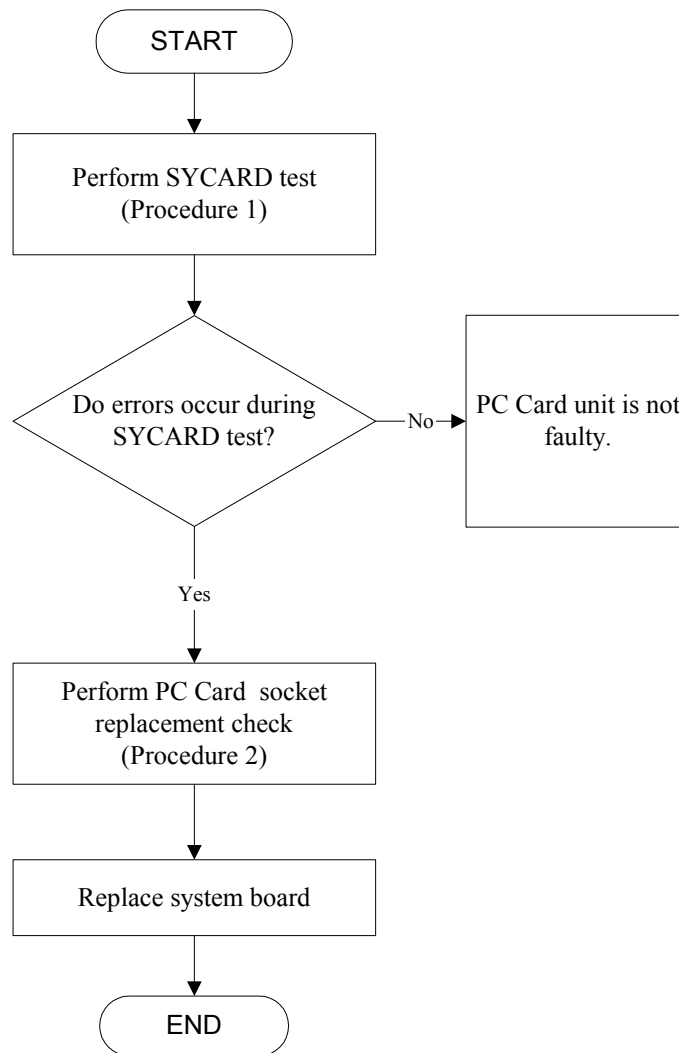 START
Perform SYCARD test
(Procedure 1)
Do errors occur during
SYCARD test?
No
PC Card unit is not
faulty.
Yes
Perform PC Card  socket
replacement check
(Procedure 2)
Replace system board
END